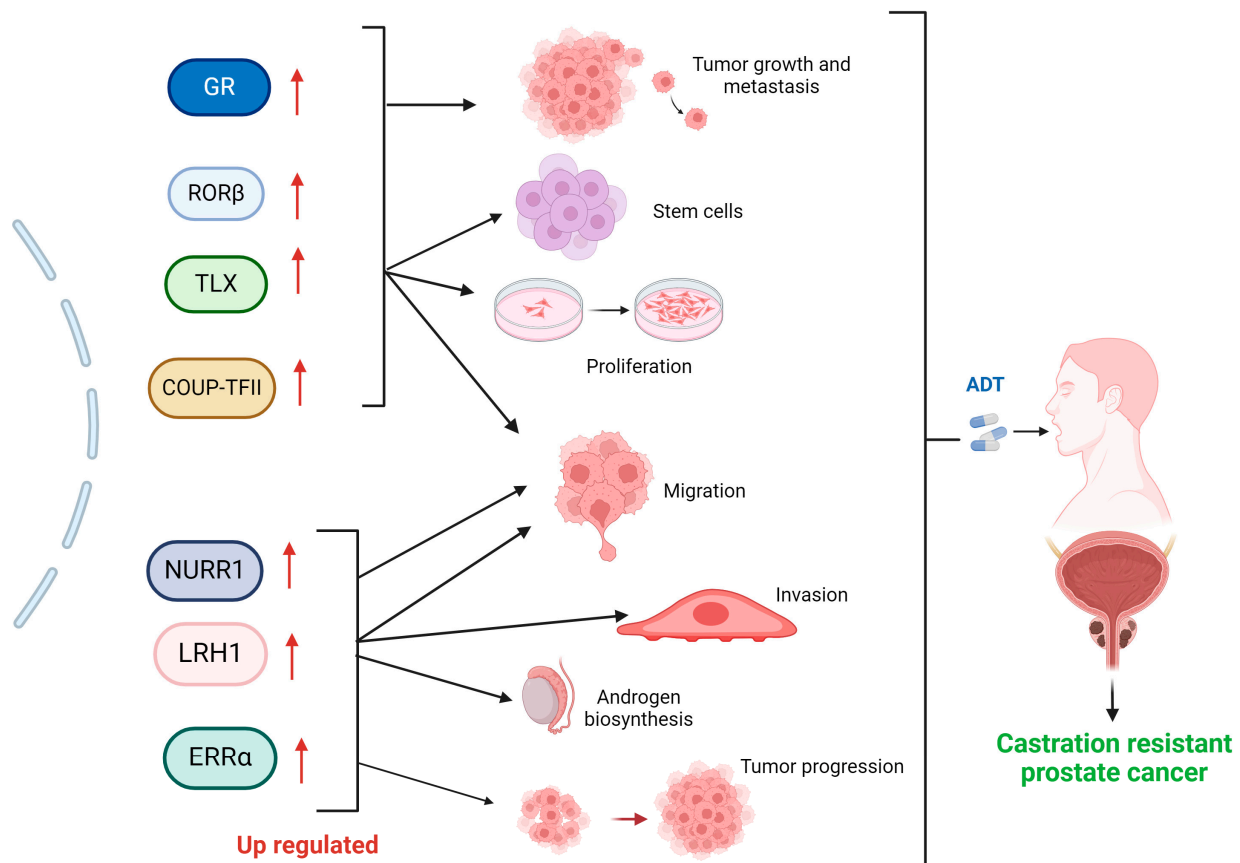 GR
RORβ
TLX
COUP-TFII
NURR1
LRH1
ERRα
Up regulated
Tumor growth and
metastasis
Stem cells
Proliferation
Migration
Invasion
Androgen
biosynthesis
Tumor progression
ADT
Castration resistant
prostate cancer